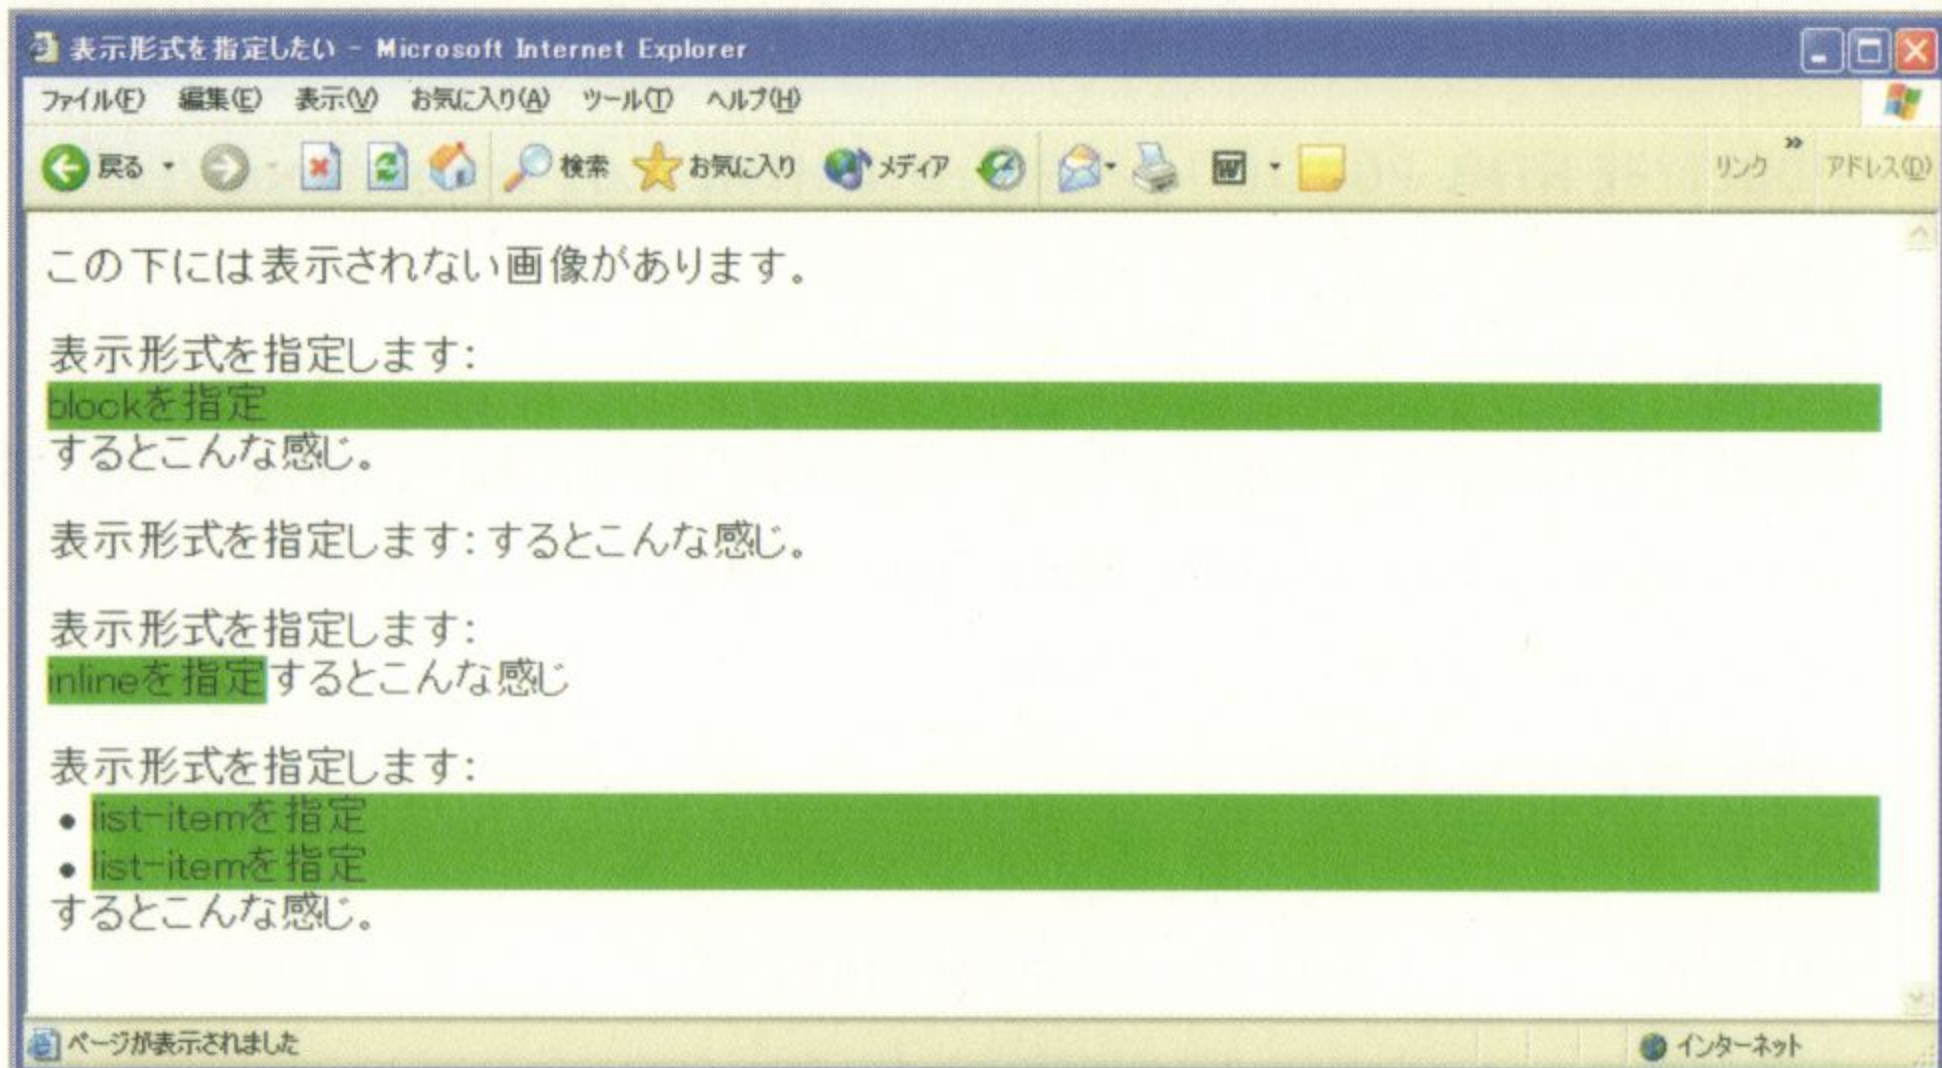 表示形式を指定したい - Microsoft Internet Explorer
ファイル(F) 編集(E) 表示(V) お気に入り(A) ツール(T) ヘルプ(H)
戻る 検索 お気に入り メディア リンク » アドレス(D)
この下には表示されない画像があります。
表示形式を指定します:
blockを指定
するとこんな感じ。
表示形式を指定します: するとこんな感じ。
表示形式を指定します:
inlineを指定するとこんな感じ
表示形式を指定します:
• list-itemを指定
• list-itemを指定
するとこんな感じ。
ページが表示されました インターネット